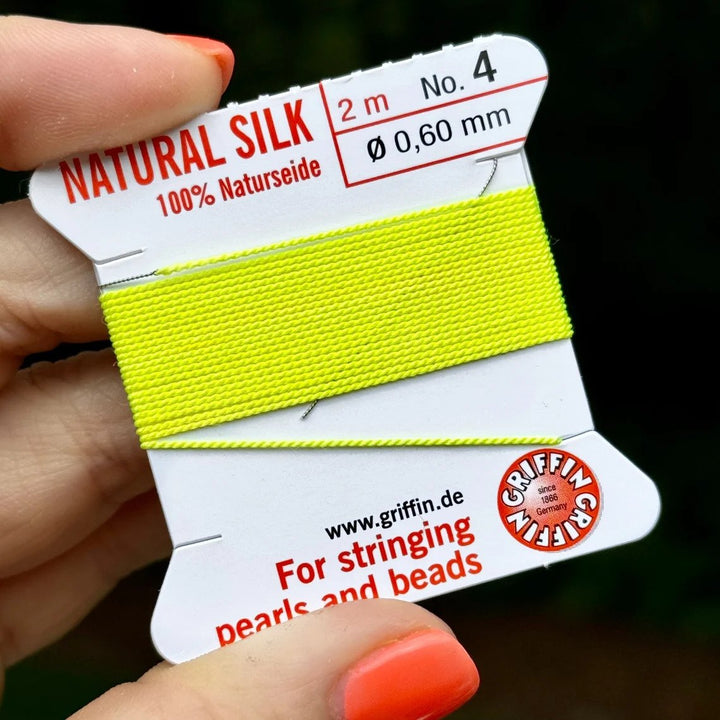 NATURAL SILK
100% Naturseide
2 m No. 4
Ø 0,60 mm
www.griffin.de
For stringing
pearls and beads
GRIFFIN
since
1866
Germany
GRIFFIN